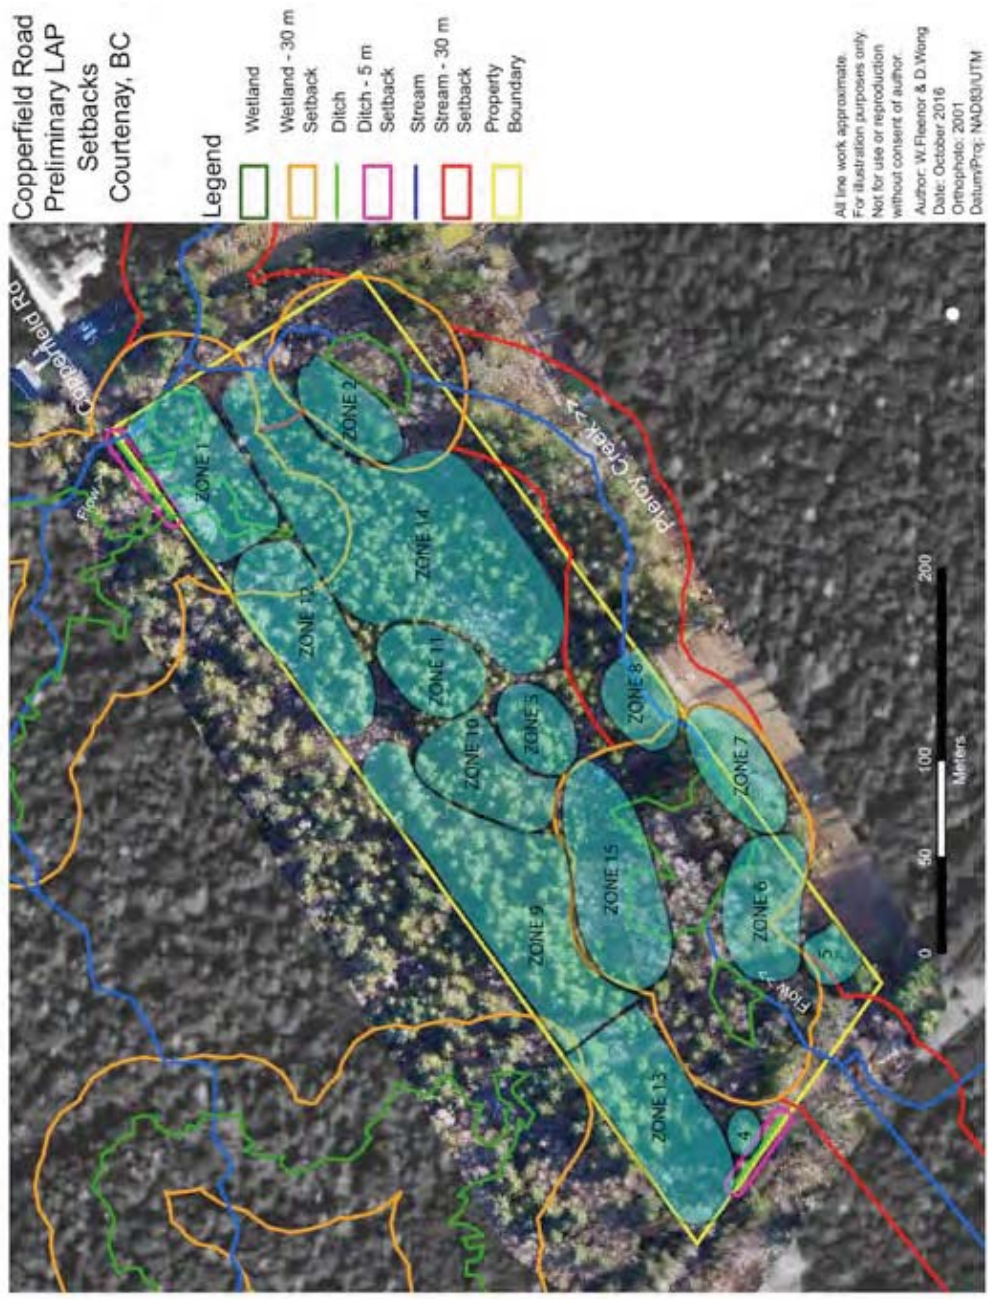 Copperfield Road
Preliminary LAP
Setbacks
Courtenay, BC
Legend
Wetland
Wetland - 30 m
Setback
Ditch
Ditch - 5 m
Setback
Stream
Stream - 30 m
Setback
Property
Boundary
All line work approximate.
For illustration purposes only.
Not for use or reproduction
without consent of author.
Author: W.Fleenor & D.Wong
Date: October 2016
Orthophoto: 2001
Datum/Proj: NAD83/UTM
Copperfield Rd
Flow
ZONE 1
ZONE 2
ZONE 12
ZONE 14
Piercy Creek >>
ZONE 11
ZONE 3
ZONE 10
ZONE 8
ZONE 7
ZONE 9
ZONE 15
ZONE 6
5
Flow >>
ZONE 13
4
0
50
100
200
Meters